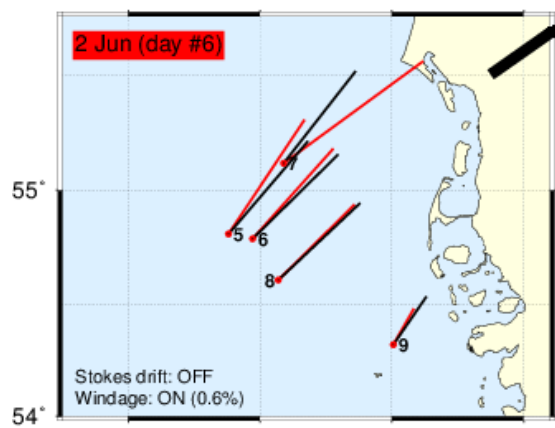 2 Jun (day #6)
7
55°
5
6
8
9
Stokes drift: OFF
Windage: ON (0.6%)
54°